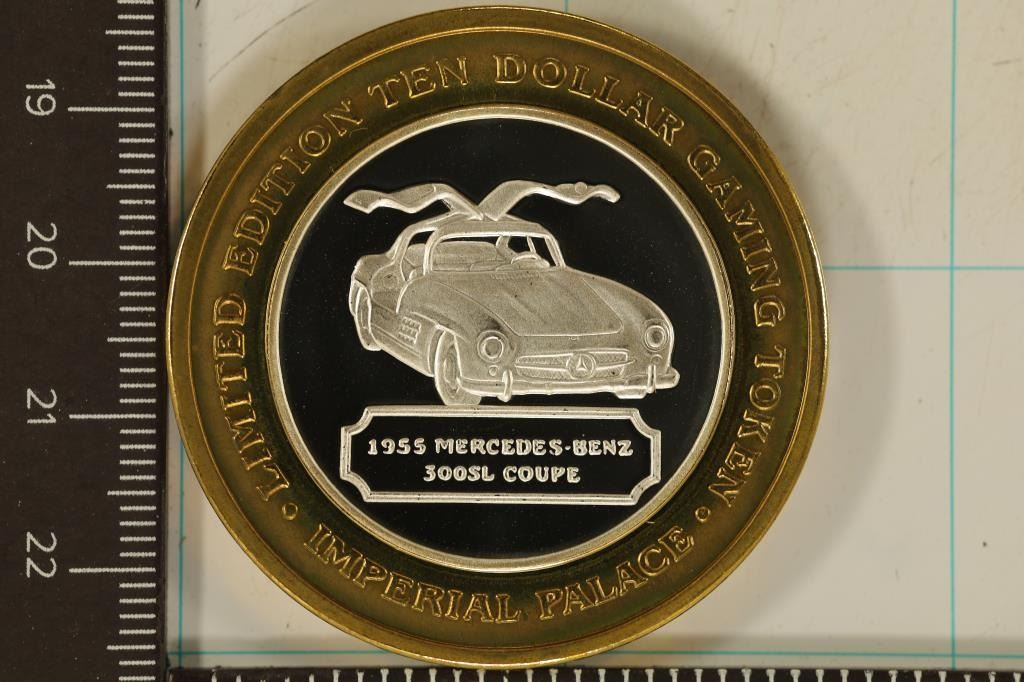 LIMITED EDITION TEN DOLLAR GAMING TOKEN
1955 MERCEDES-BENZ
300SL COUPE
• IMPERIAL PALACE •
19
20
21
22